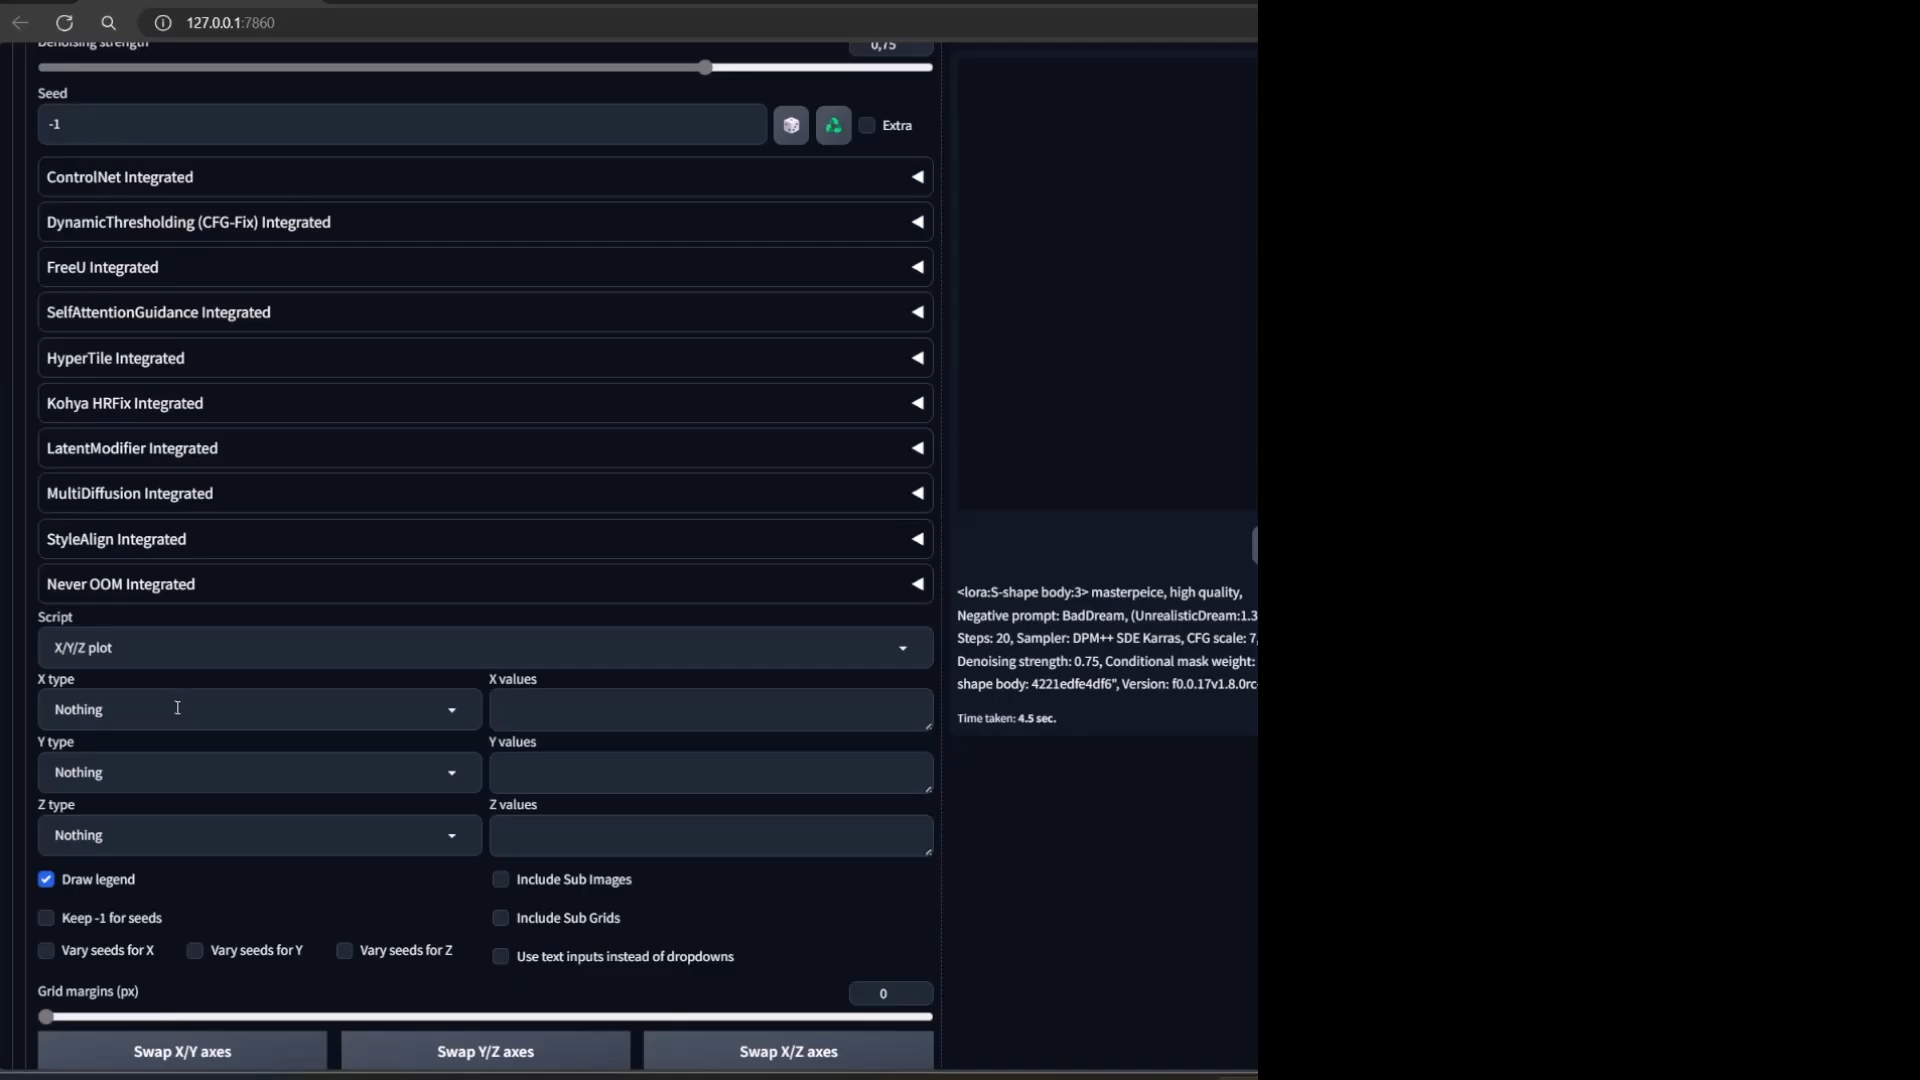 127.0.0.1:7860
Denoising strength
0,75
Seed
-1
Extra
ControlNet Integrated
DynamicThresholding (CFG-Fix) Integrated
FreeU Integrated
SelfAttentionGuidance Integrated
HyperTile Integrated
Kohya HRFix Integrated
LatentModifier Integrated
MultiDiffusion Integrated
StyleAlign Integrated
Never OOM Integrated
Script
X/Y/Z plot
X type
X values
Nothing
Y type
Y values
Nothing
Z type
Z values
Nothing
Draw legend
Include Sub Images
Keep -1 for seeds
Include Sub Grids
Vary seeds for X
Vary seeds for Y
Vary seeds for Z
Use text inputs instead of dropdowns
Grid margins (px)
0
Swap X/Y axes
Swap Y/Z axes
Swap X/Z axes
<lora:S-shape body:3> masterpeice, high quality,
Negative prompt: BadDream, (UnrealisticDream:1.3
Steps: 20, Sampler: DPM++ SDE Karras, CFG scale: 7,
Denoising strength: 0.75, Conditional mask weight:
shape body: 4221edfe4df6", Version: f0.0.17v1.8.0rc-
Time taken: 4.5 sec.